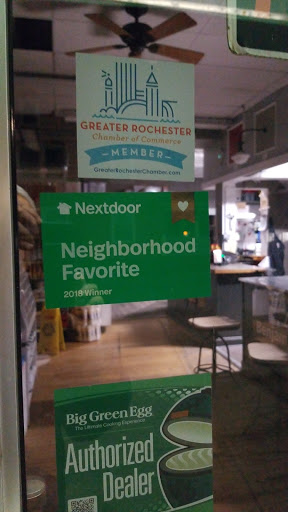 GREATER ROCHESTER
Chamber of Commerce
MEMBER
GreaterRochesterChamber.com
Nextdoor
Neighborhood
Favorite
2018 Winner
Big Green Egg
The Ultimate Cooking Experience
Authorized
Dealer